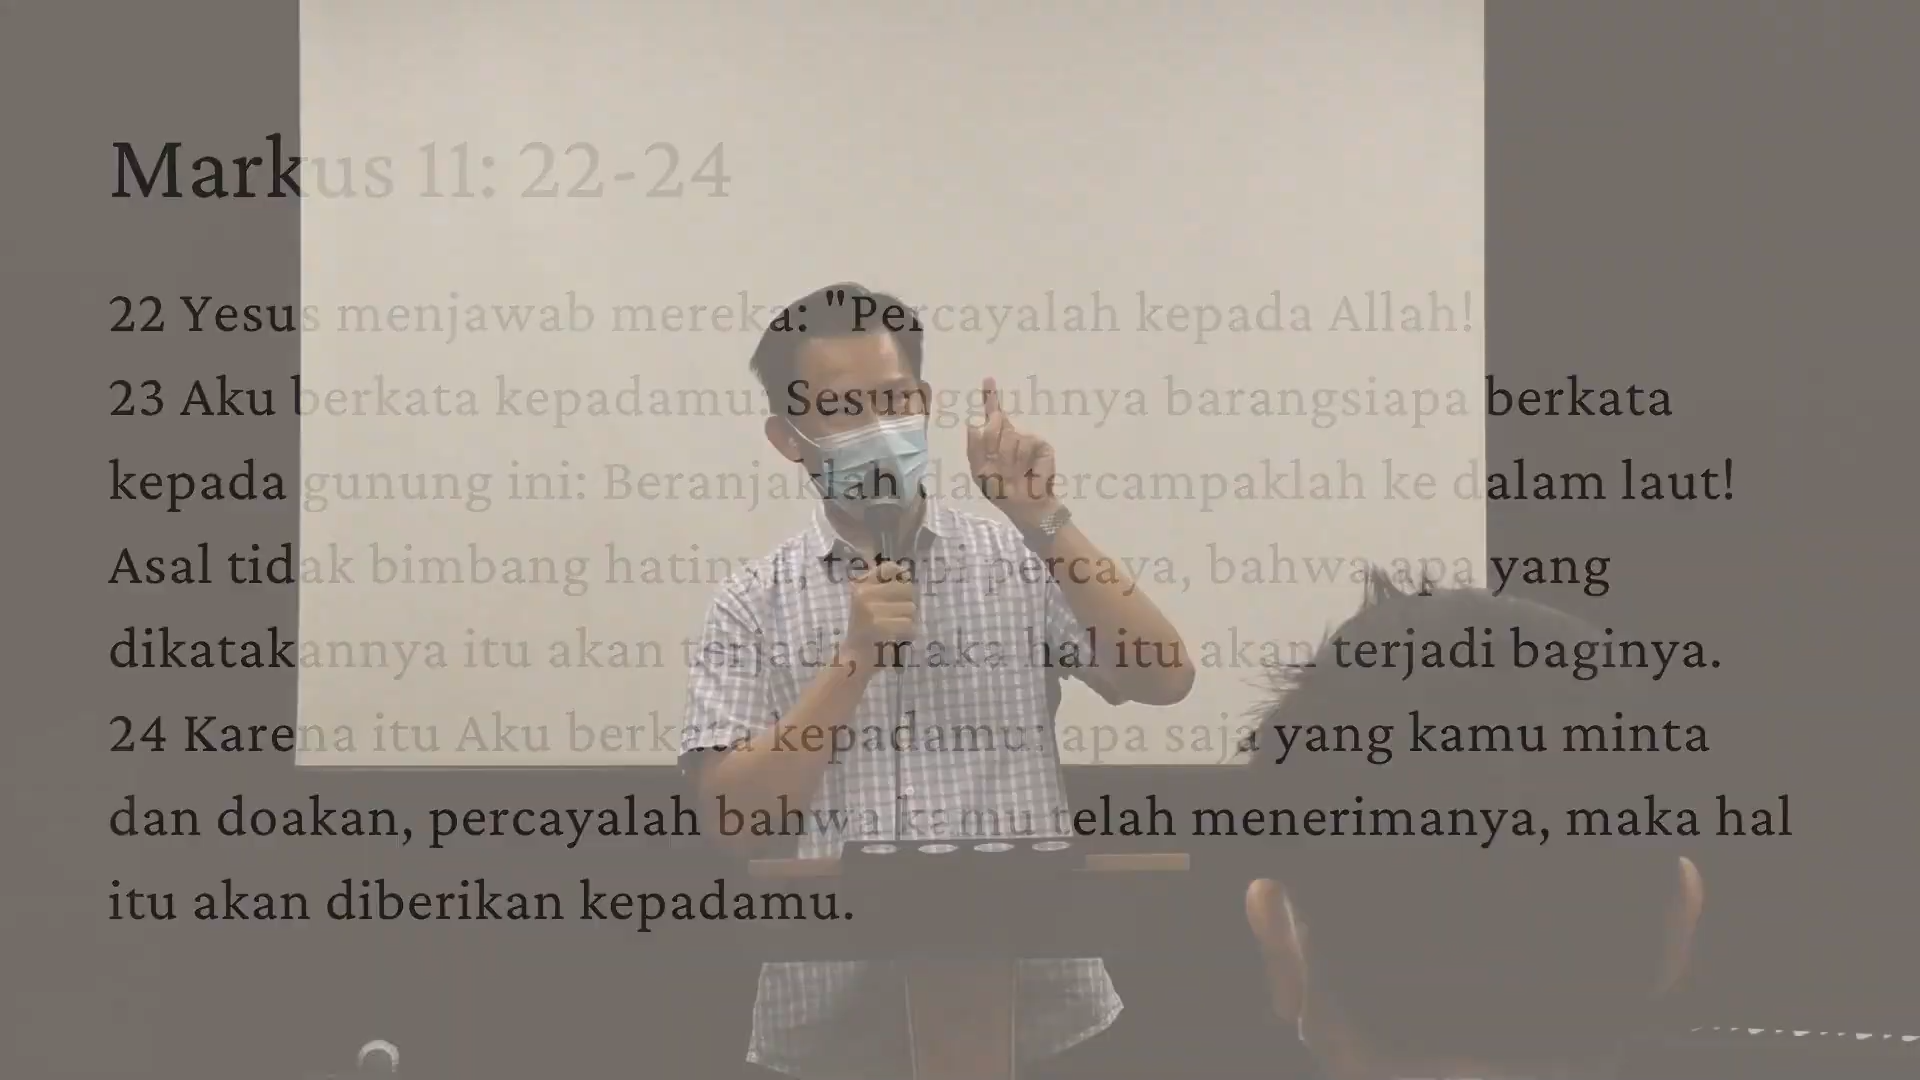 Markus 11: 22-24
22 Yesus menjawab mereka: "Percayalah kepada Allah!
23 Aku berkata kepadamu: Sesungguhnya barangsiapa berkata
kepada gunung ini: Beranjaklah dan tercampaklah ke dalam laut!
Asal tidak bimbang hatinya, tetapi percaya, bahwa apa yang
dikatakannya itu akan terjadi, maka hal itu akan terjadi baginya.
24 Karena itu Aku berkata kepadamu: apa saja yang kamu minta
dan doakan, percayalah bahwa kamu telah menerimanya, maka hal
itu akan diberikan kepadamu.